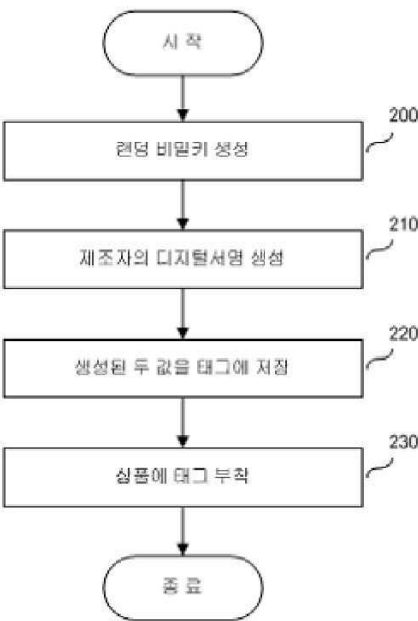 시 작
200
랜덤 비밀키 생성
210
제조자의 디지털서명 생성
220
생성된 두 값을 태그에 저장
230
상품에 태그 부착
종 료